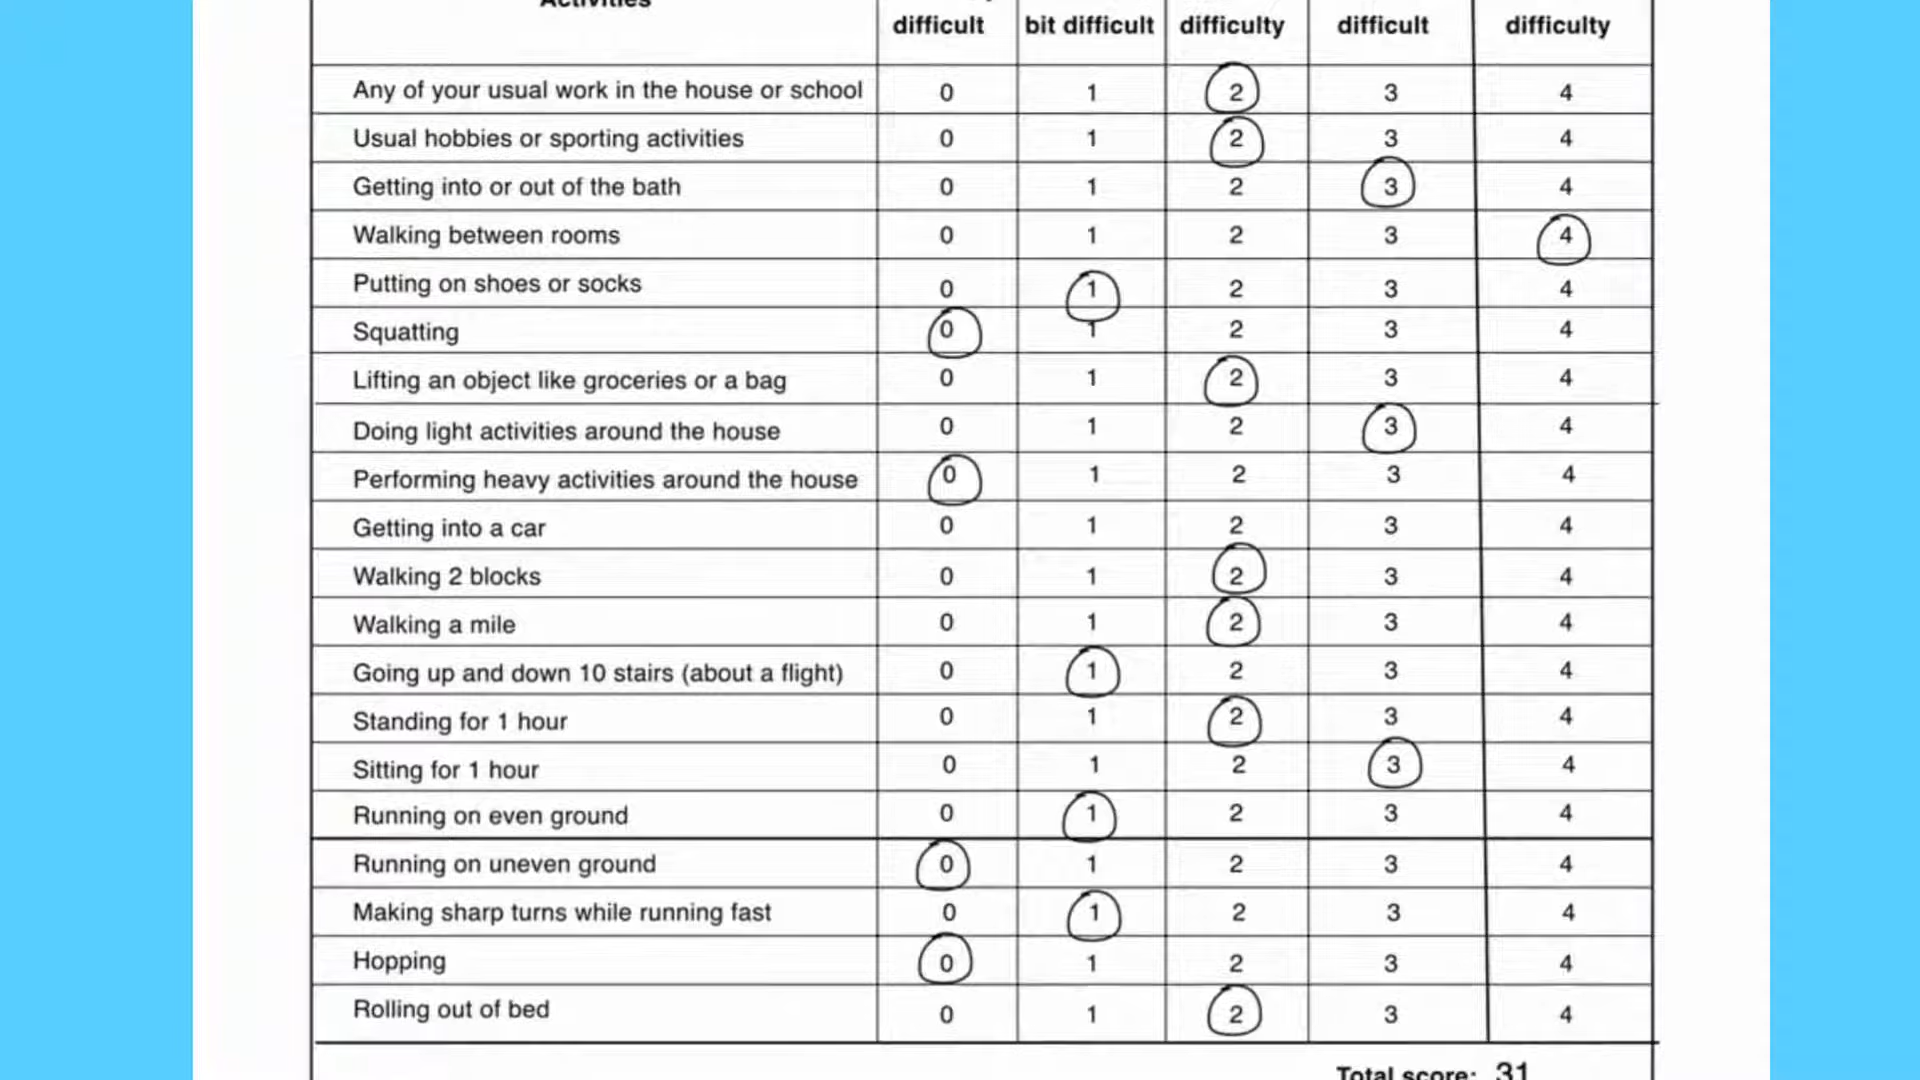 Activities
difficult bit difficult difficulty difficult difficulty
Any of your usual work in the house or school 0 1 2 3 4
Usual hobbies or sporting activities 0 1 2 3 4
Getting into or out of the bath 0 1 2 3 4
Walking between rooms 0 1 2 3 4
Putting on shoes or socks 0 1 2 3 4
Squatting 0 1 2 3 4
Lifting an object like groceries or a bag 0 1 2 3 4
Doing light activities around the house 0 1 2 3 4
Performing heavy activities around the house 0 1 2 3 4
Getting into a car 0 1 2 3 4
Walking 2 blocks 0 1 2 3 4
Walking a mile 0 1 2 3 4
Going up and down 10 stairs (about a flight) 0 1 2 3 4
Standing for 1 hour 0 1 2 3 4
Sitting for 1 hour 0 1 2 3 4
Running on even ground 0 1 2 3 4
Running on uneven ground 0 1 2 3 4
Making sharp turns while running fast 0 1 2 3 4
Hopping 0 1 2 3 4
Rolling out of bed 0 1 2 3 4
Total score: 31